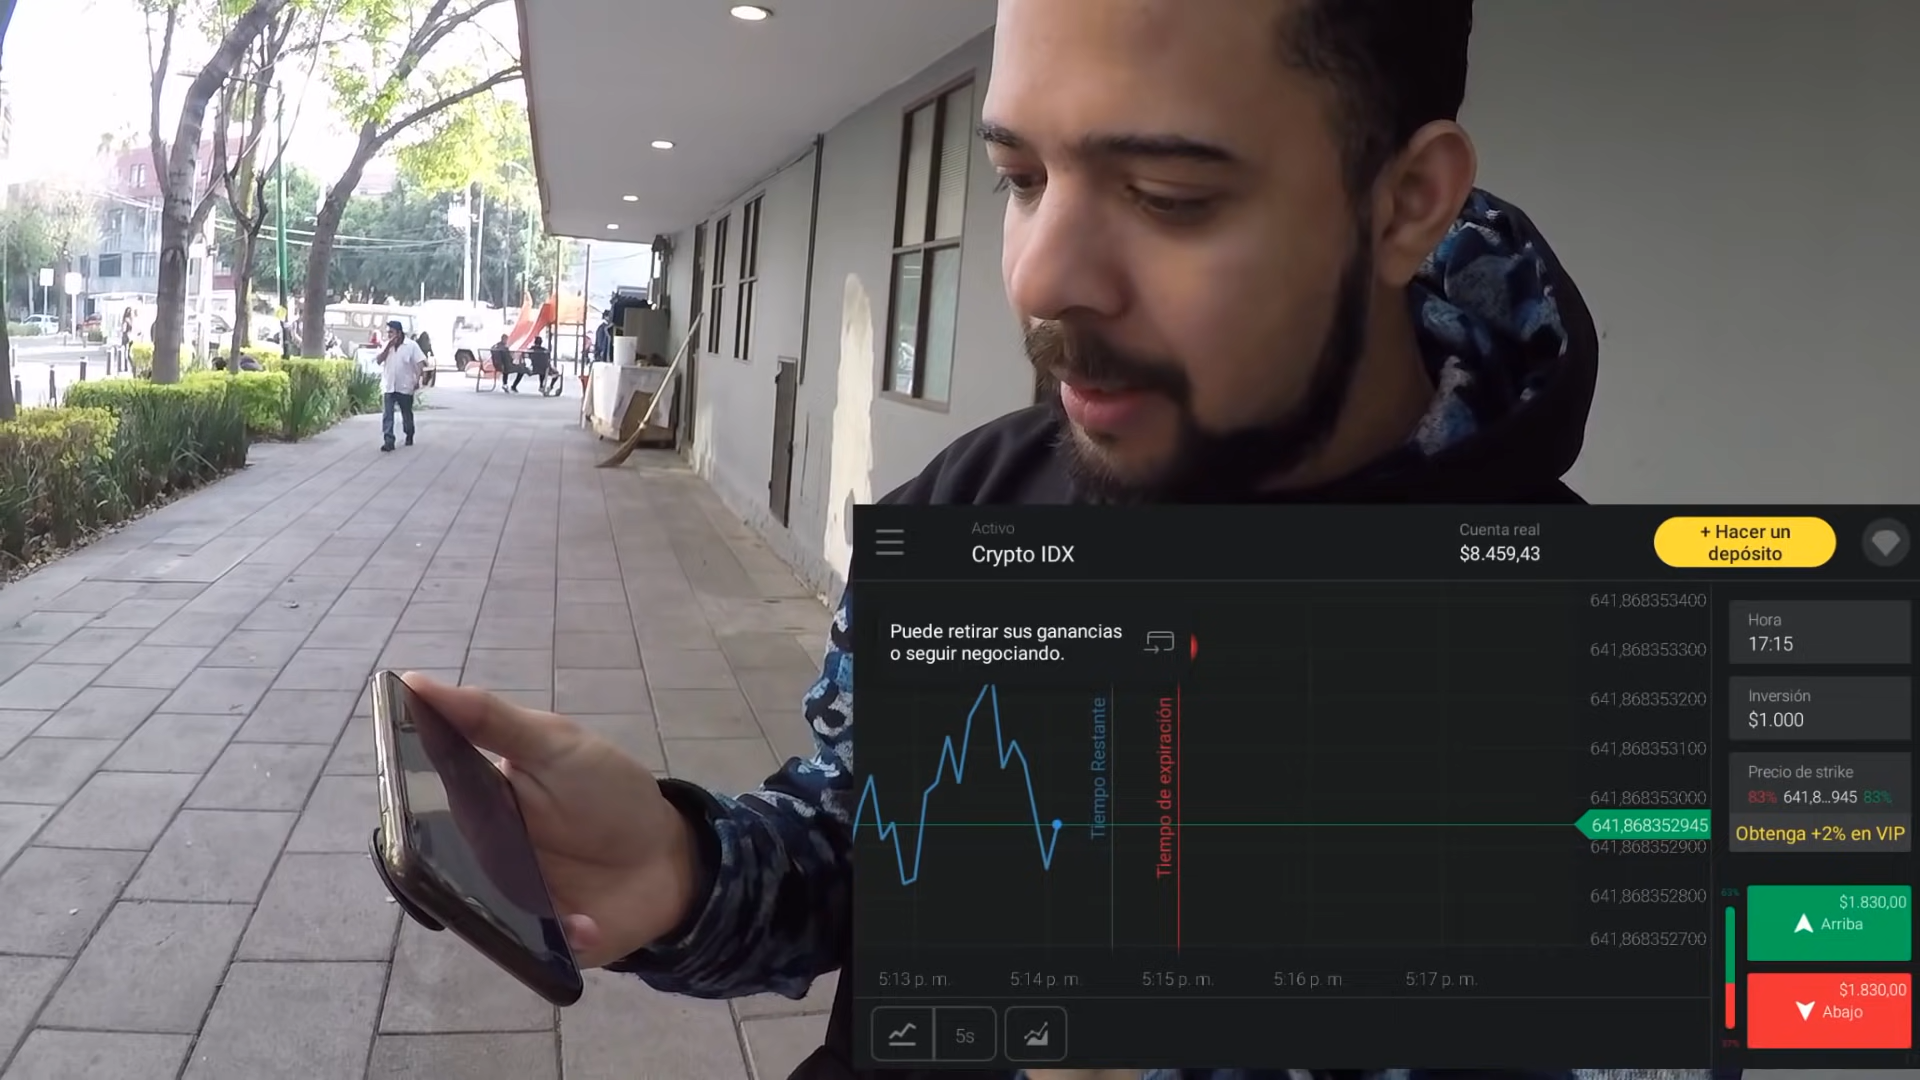 Activo
Crypto IDX
Cuenta real
$8.459,43
+ Hacer un
depósito
Puede retirar sus ganancias
o seguir negociando.
Tiempo Restante
Tiempo de expiración
641,868353400
641,868353300
641,868353200
641,868353100
641,868353000
641,868352945
641,868352900
641,868352800
641,868352700
5:13 p. m.
5:14 p. m.
5:15 p. m.
5:16 p. m.
5:17 p. m.
5s
Hora
17:15
Inversión
$1.000
Precio de strike
83% 641,8...945 83%
Obtenga +2% en VIP
63%
$1.830,00
Arriba
$1.830,00
Abajo
37%